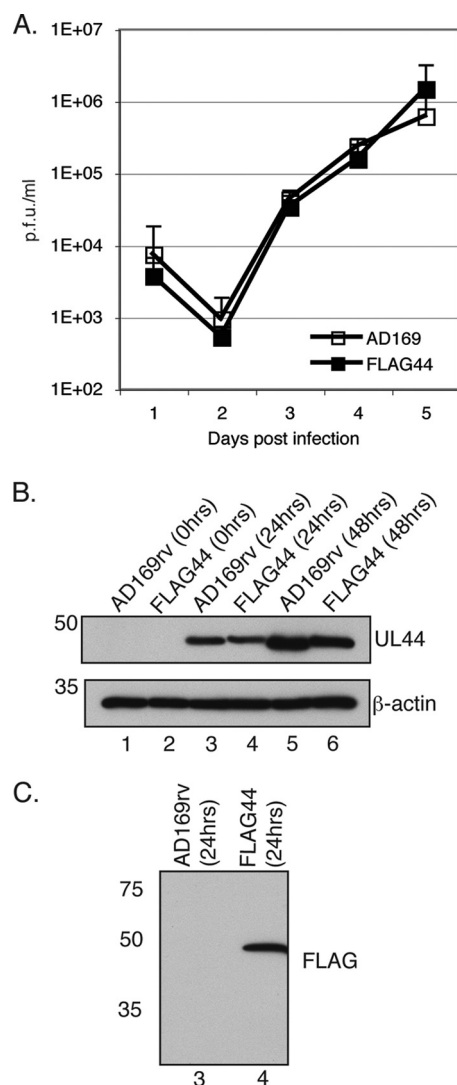 A.
1E+07
1E+06
1E+05
1E+04
1E+03
1E+02
p.f.u./ml
AD169
FLAG44
1 2 3 4 5
Days post infection
B.
AD169rv (0hrs)
FLAG44 (0hrs)
AD169rv (24hrs)
FLAG44 (24hrs)
AD169rv (48hrs)
FLAG44 (48hrs)
50
UL44
35
β-actin
1 2 3 4 5 6
C.
AD169rv
(24hrs)
FLAG44
(24hrs)
75
50
FLAG
35
3 4